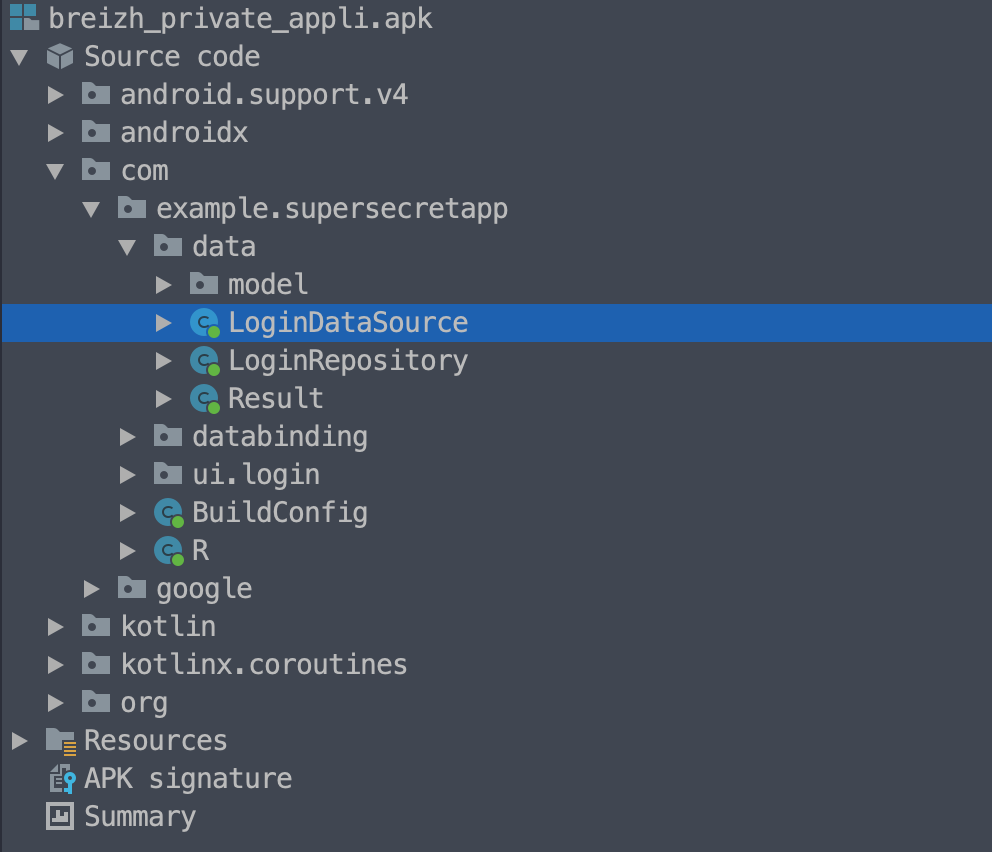 breizh_private_appli.apk
Source code
android.support.v4
androidx
com
example.supersecretapp
data
model
LoginDataSource
LoginRepository
Result
databinding
ui.login
BuildConfig
R
google
kotlin
kotlinx.coroutines
org
Resources
APK signature
Summary